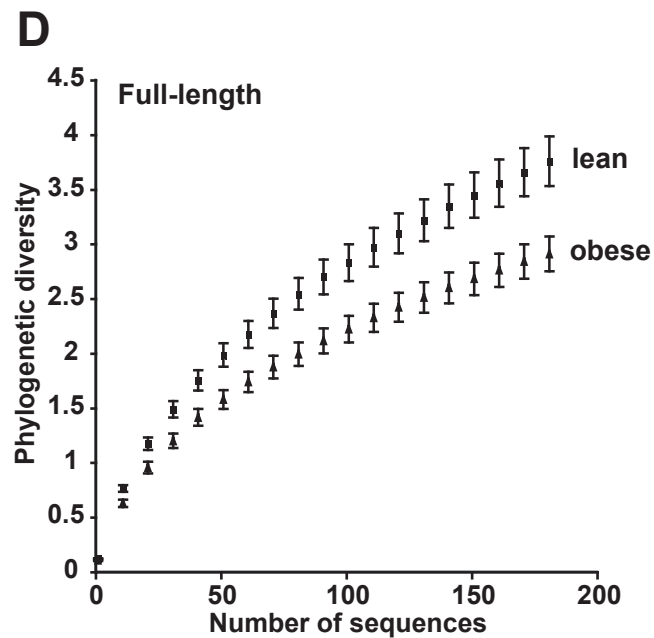 D
Full-length
4.5
4
3.5
3
2.5
2
1.5
1
0.5
0
Phylogenetic diversity
lean
obese
0 50 100 150 200
Number of sequences